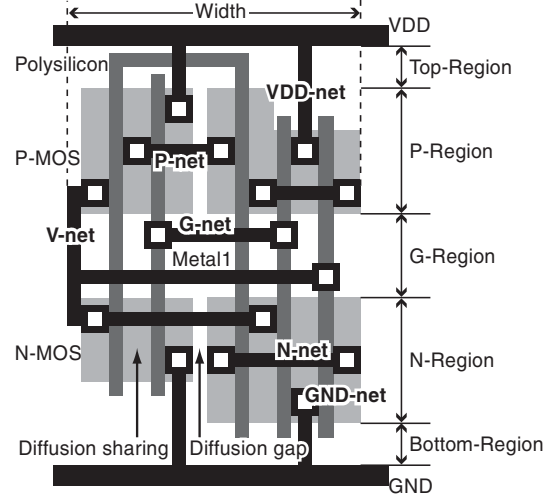 Width
VDD
Polysilicon
Top-Region
VDD-net
P-MOS
P-net
P-Region
V-net
G-net
Metal1
G-Region
N-MOS
N-net
N-Region
GND-net
Diffusion sharing
Diffusion gap
Bottom-Region
GND